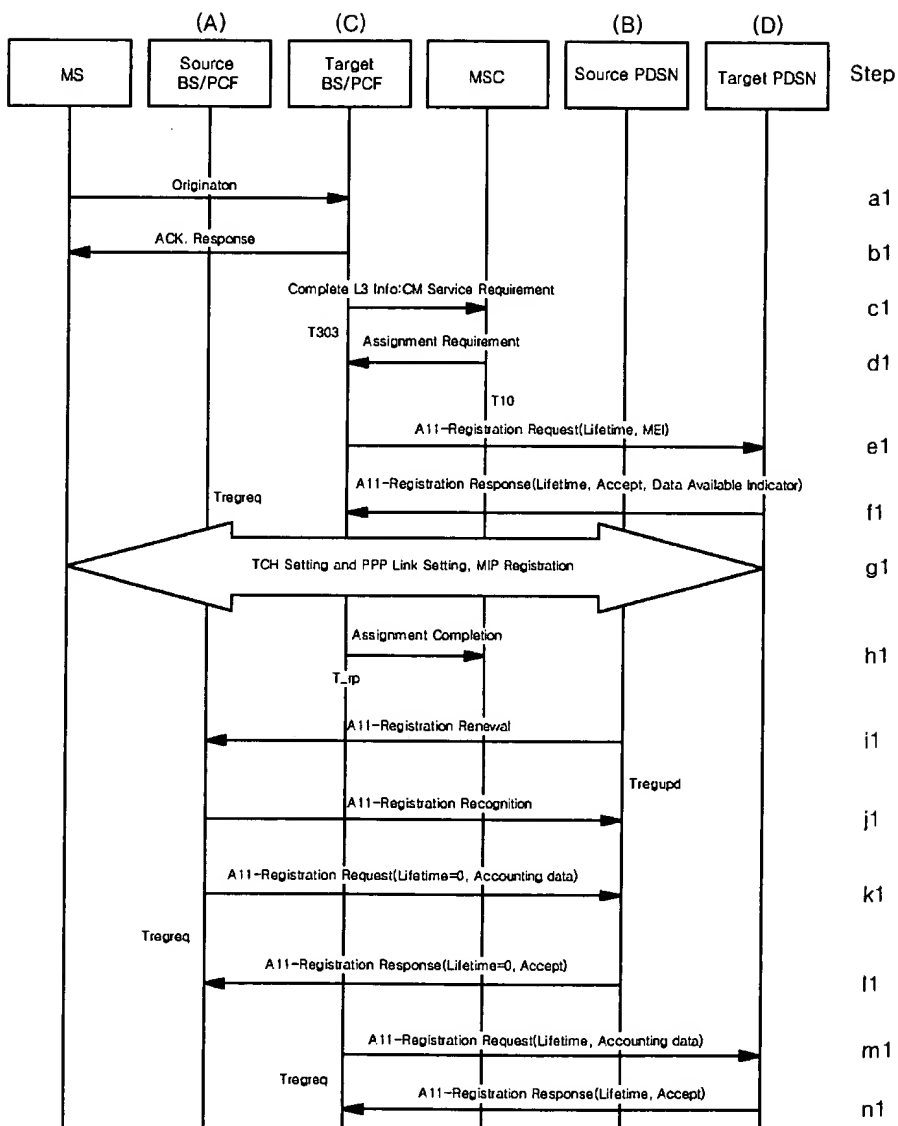 (A) (C) (B) (D)
MS
Source
BS/PCF
Target
BS/PCF
MSC
Source PDSN
Target PDSN
Step
Originaton
a1
ACK. Response
b1
Complete L3 Info:CM Service Requirement
c1
T303
Assignment Requirement
d1
T10
A11-Registration Request(Lifetime, MEI)
e1
A11-Registration Response(Lifetime, Accept, Data Available Indicator)
Tregreq
f1
TCH Setting and PPP Link Setting, MIP Registration
g1
Assignment Completion
h1
T_rp
A11-Registration Renewal
i1
Tregupd
A11-Registration Recognition
j1
A11-Registration Request(Lifetime=0, Accounting data)
k1
Tregreq
A11-Registration Response(Lifetime=0, Accept)
l1
A11-Registration Request(Lifetime, Accounting data)
m1
Tregreq
A11-Registration Response(Lifetime, Accept)
n1